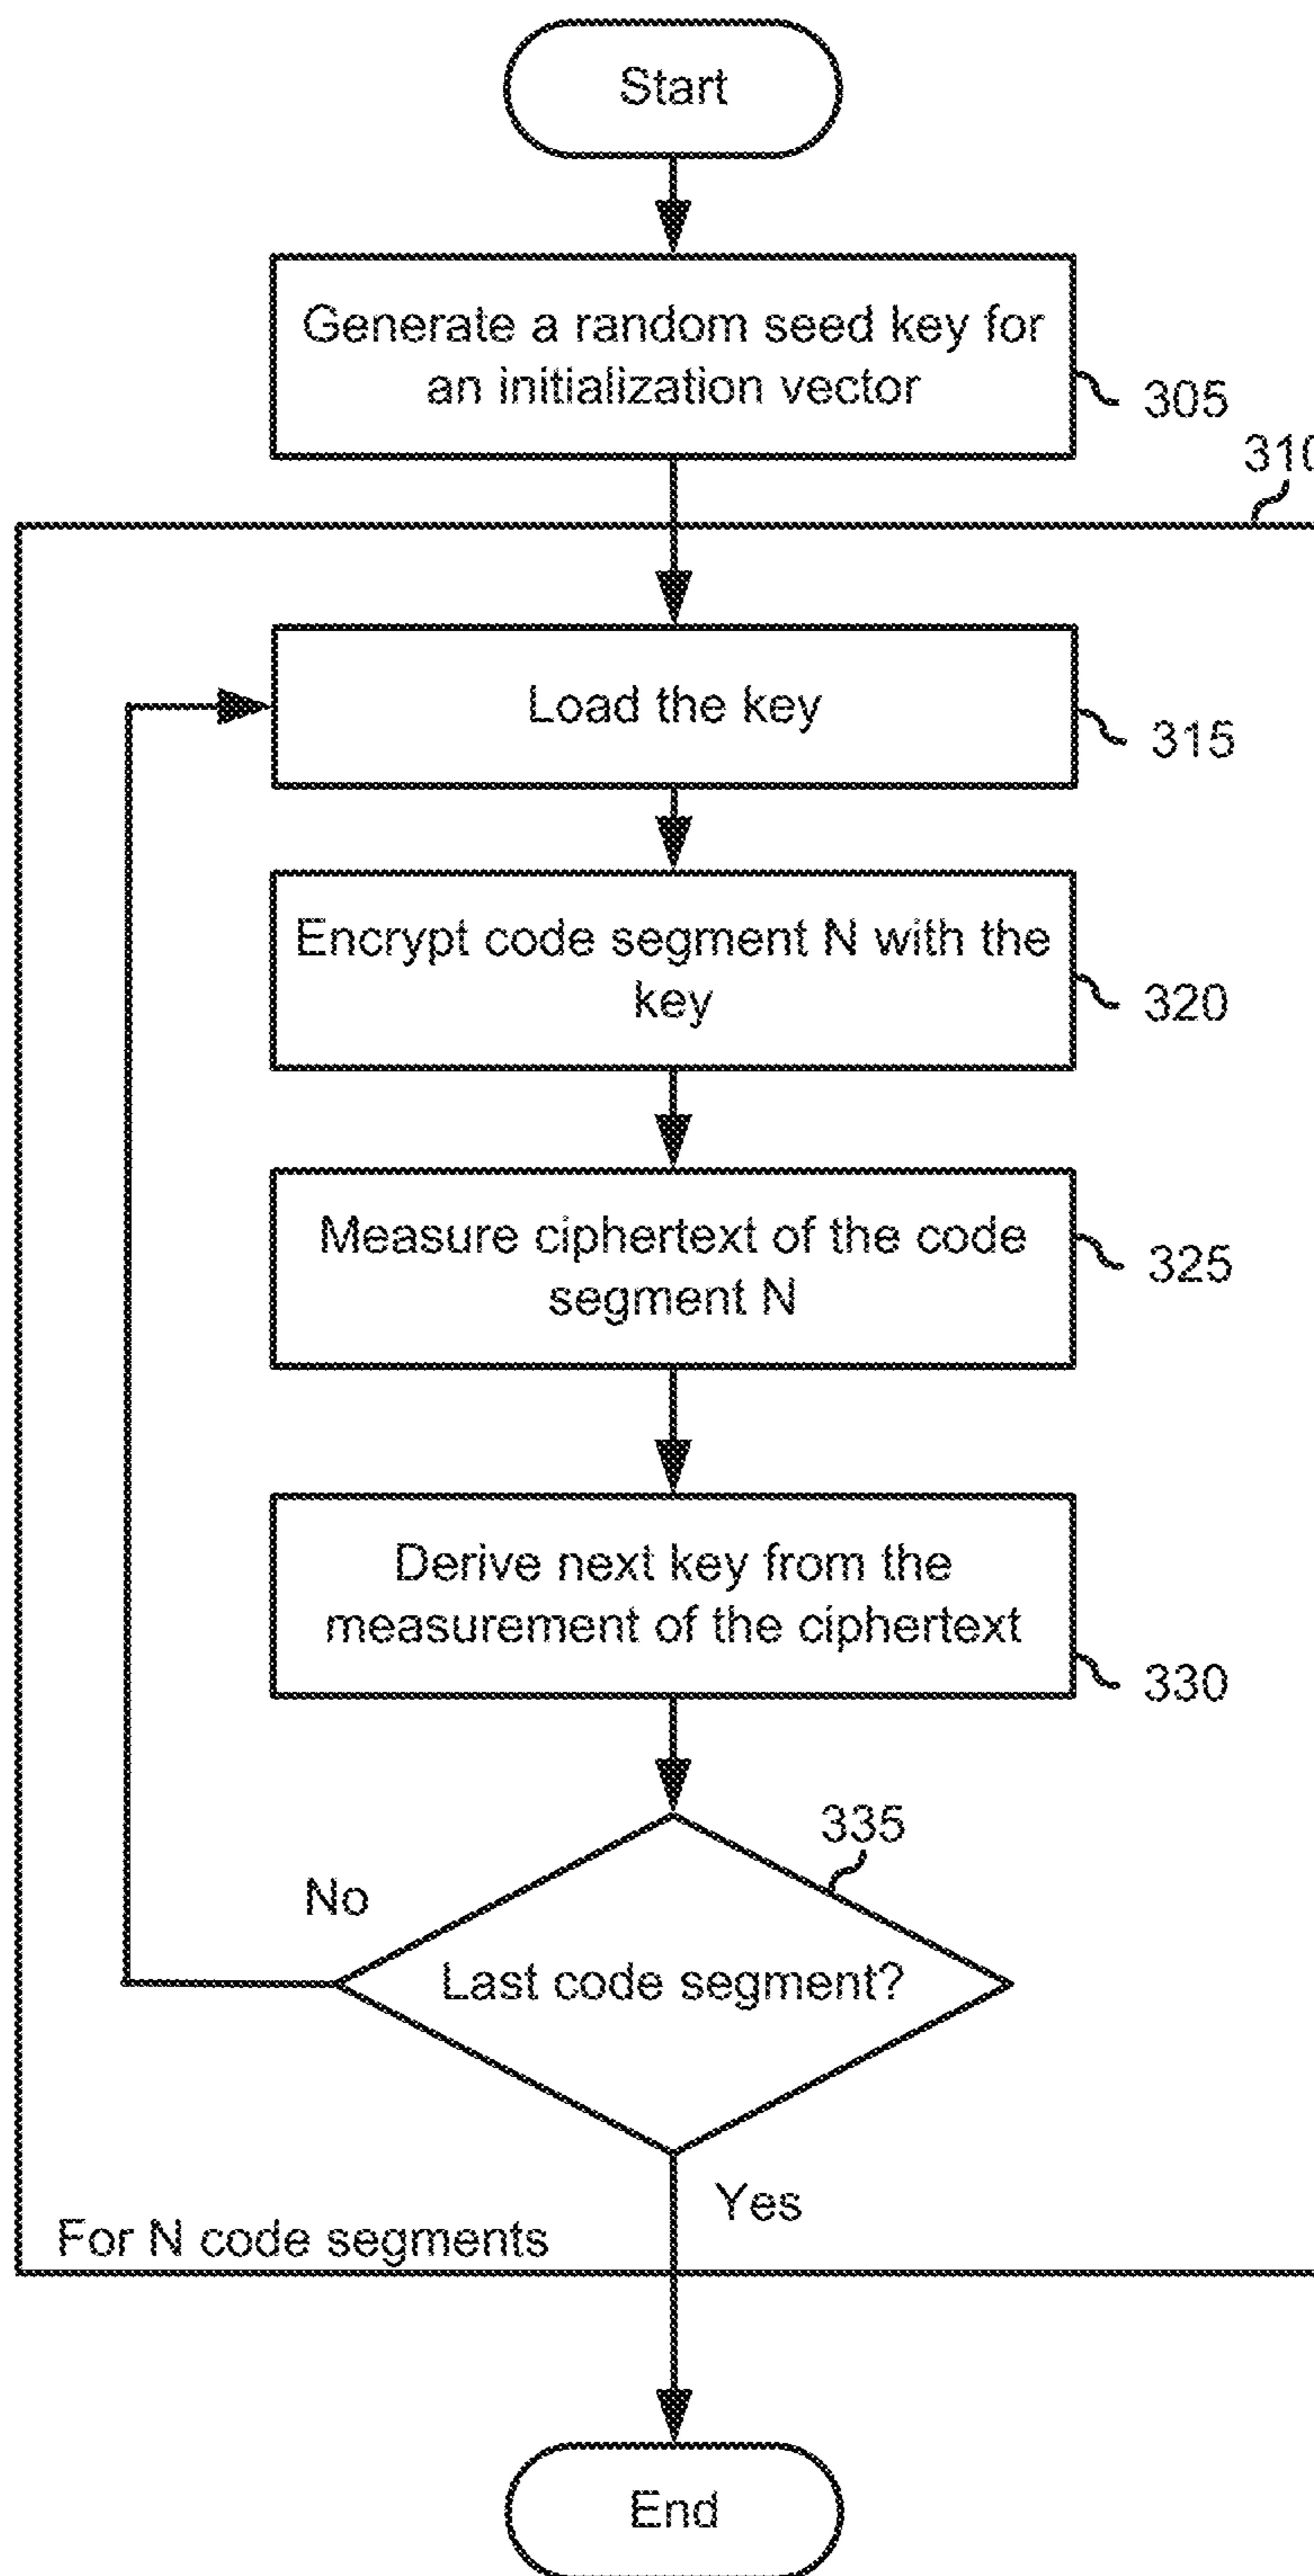 Start
Generate a random seed key for
an initialization vector
305
310
Load the key
315
Encrypt code segment N with the
key
320
Measure ciphertext of the code
segment N
325
Derive next key from the
measurement of the ciphertext
330
335
No
Last code segment?
Yes
For N code segments
End